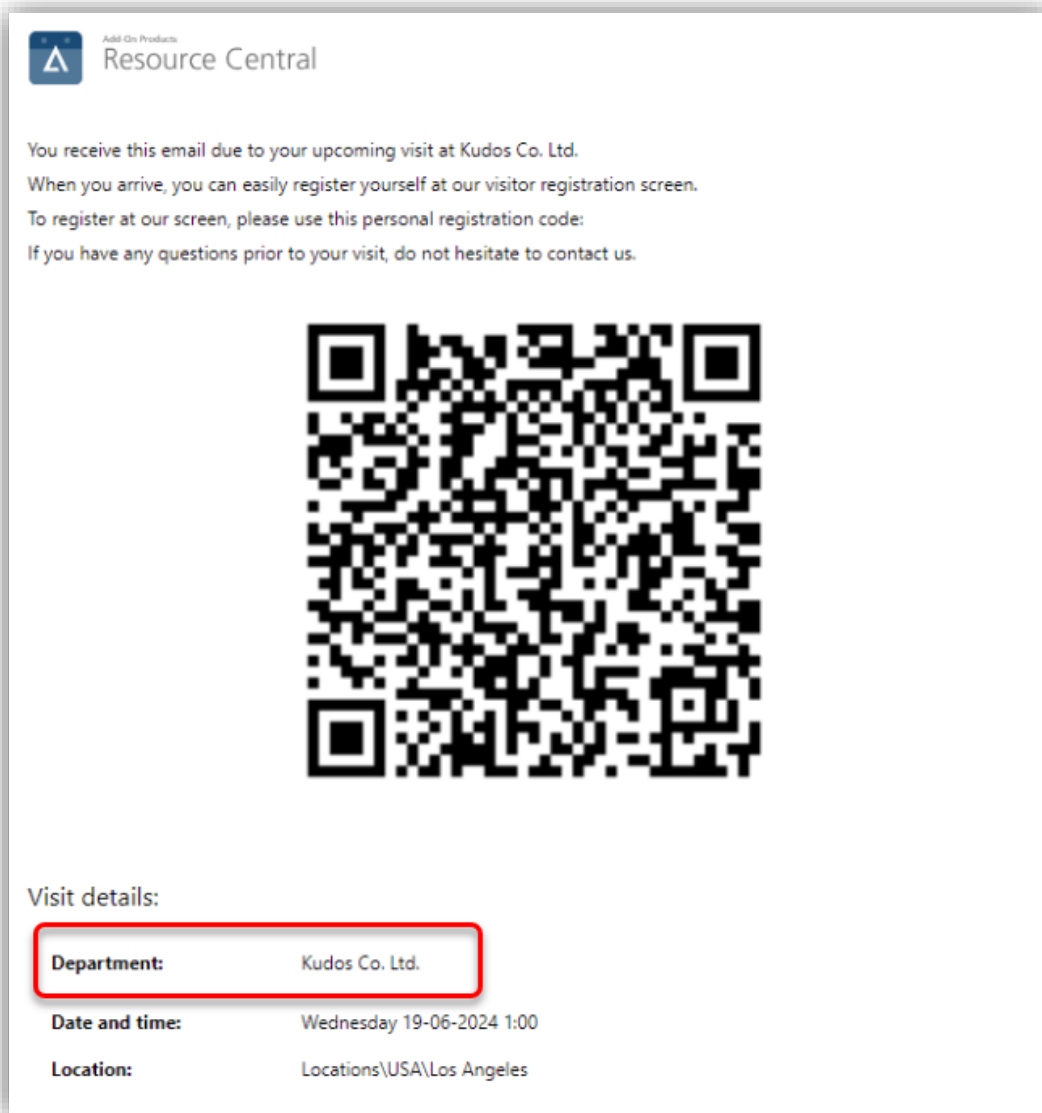 Add-On Products
Resource Central
You receive this email due to your upcoming visit at Kudos Co. Ltd.
When you arrive, you can easily register yourself at our visitor registration screen.
To register at our screen, please use this personal registration code:
If you have any questions prior to your visit, do not hesitate to contact us.
Visit details:
Department: Kudos Co. Ltd.
Date and time: Wednesday 19-06-2024 1:00
Location: Locations\USA\Los Angeles